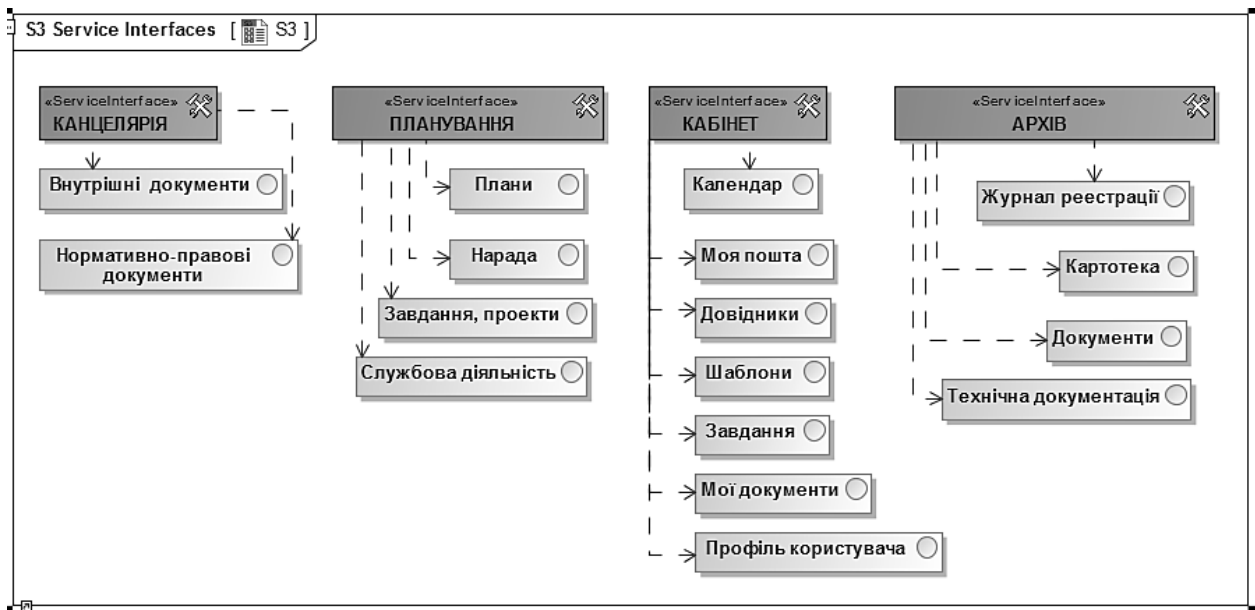 S3 Service Interfaces [ S3 ]
«ServiceInterface»
КАНЦЕЛЯРІЯ
Внутрішні документи
Нормативно-правові
документи
«ServiceInterface»
ПЛАНУВАННЯ
Плани
Нарада
Завдання, проекти
Службова діяльність
«ServiceInterface»
КАБІНЕТ
Календар
Моя пошта
Довідники
Шаблони
Завдання
Мої документи
Профіль користувача
«ServiceInterface»
АРХІВ
Журнал реестрації
Картотека
Документи
Технічна документація